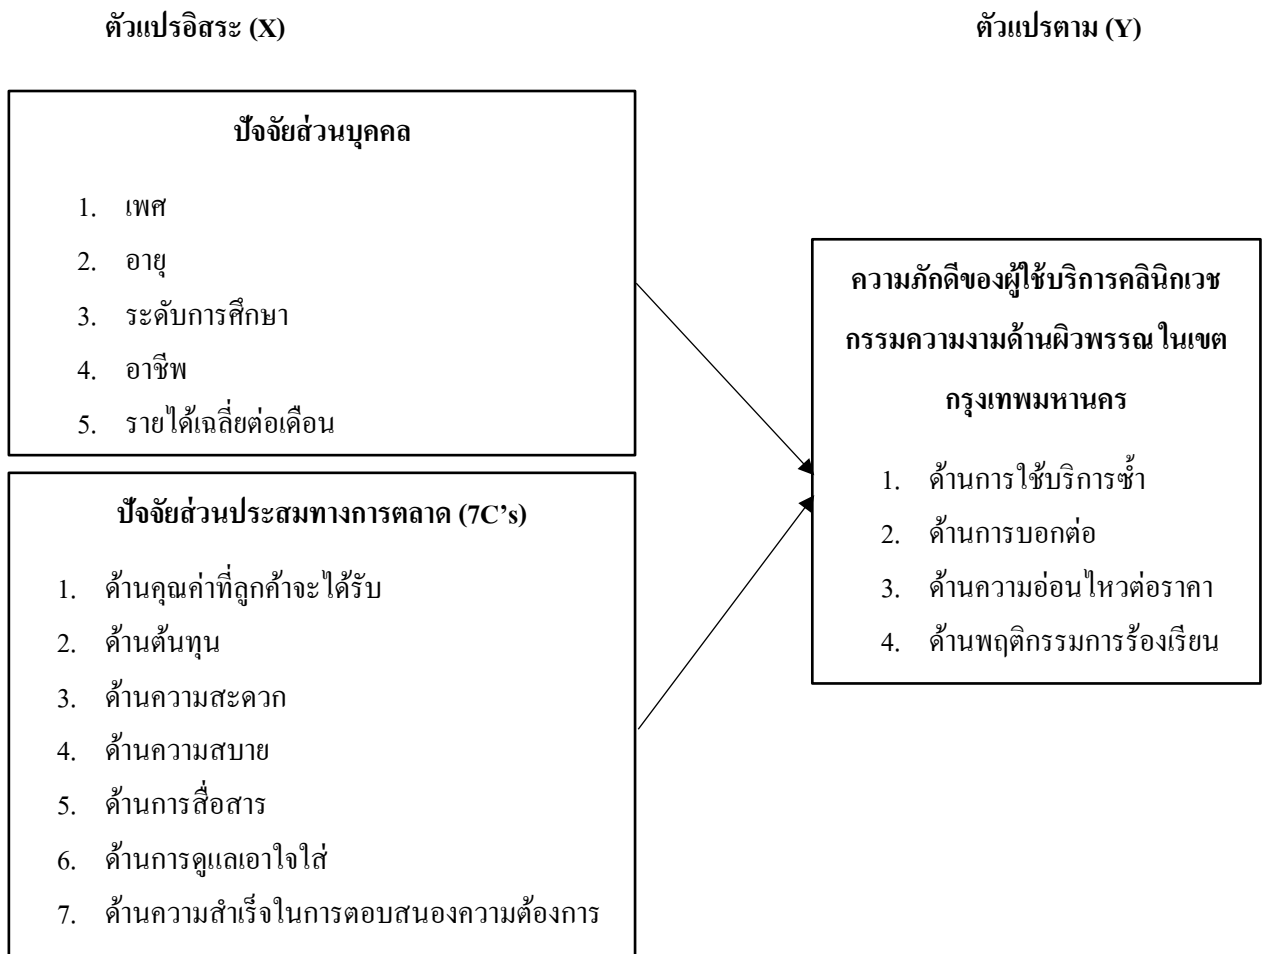 ตัวแปรอิสระ (X)
ตัวแปรตาม (Y)
ปัจจัยส่วนบุคคล
1. เพศ
2. อายุ
3. ระดับการศึกษา
4. อาชีพ
5. รายได้เฉลี่ยต่อเดือน
ปัจจัยส่วนประสมทางการตลาด (7C’s)
1. ด้านคุณค่าที่ลูกค้าจะได้รับ
2. ด้านต้นทุน
3. ด้านความสะดวก
4. ด้านความสบาย
5. ด้านการสื่อสาร
6. ด้านการดูแลเอาใจใส่
7. ด้านความสำเร็จในการตอบสนองความต้องการ
ความภักดีของผู้ใช้บริการคลินิกเวช
กรรมความงามด้านผิวพรรณ ในเขต
กรุงเทพมหานคร
1. ด้านการใช้บริการซ้ำ
2. ด้านการบอกต่อ
3. ด้านความอ่อนไหวต่อราคา
4. ด้านพฤติกรรมการร้องเรียน